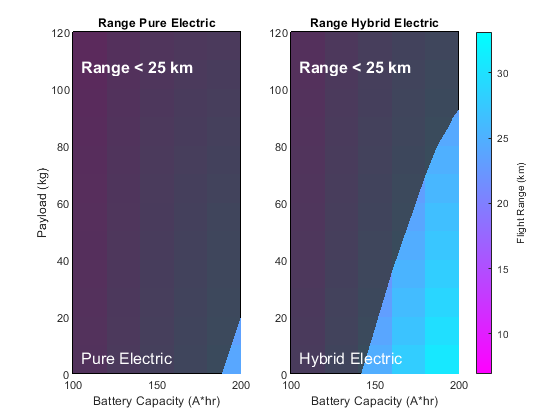 Range Pure Electric
Range Hybrid Electric
120
100
80
60
40
20
0
Payload (kg)
Range < 25 km
Pure Electric
100
150
200
Battery Capacity (A*hr)
120
100
80
60
40
20
0
Range < 25 km
Hybrid Electric
100
150
200
Battery Capacity (A*hr)
30
25
20
15
10
Flight Range (km)